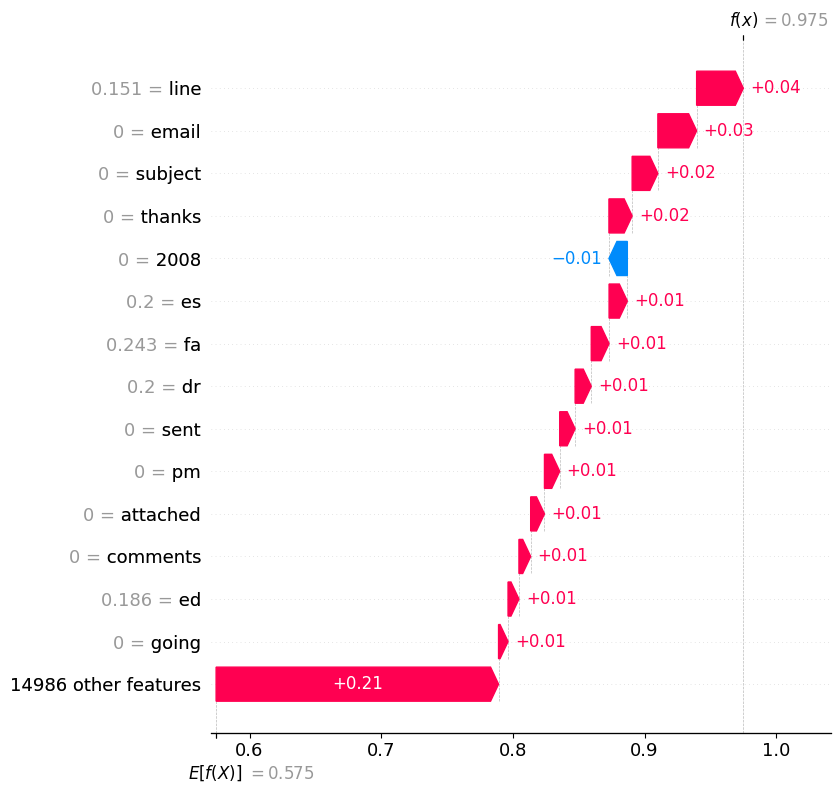 f(x) = 0.975
0.151 = line
+0.04
0 = email
+0.03
0 = subject
+0.02
0 = thanks
+0.02
0 = 2008
−0.01
0.2 = es
+0.01
0.243 = fa
+0.01
0.2 = dr
+0.01
0 = sent
+0.01
0 = pm
+0.01
0 = attached
+0.01
0 = comments
+0.01
0.186 = ed
+0.01
0 = going
+0.01
14986 other features
+0.21
0.6 0.7 0.8 0.9 1.0
E[f(X)] = 0.575